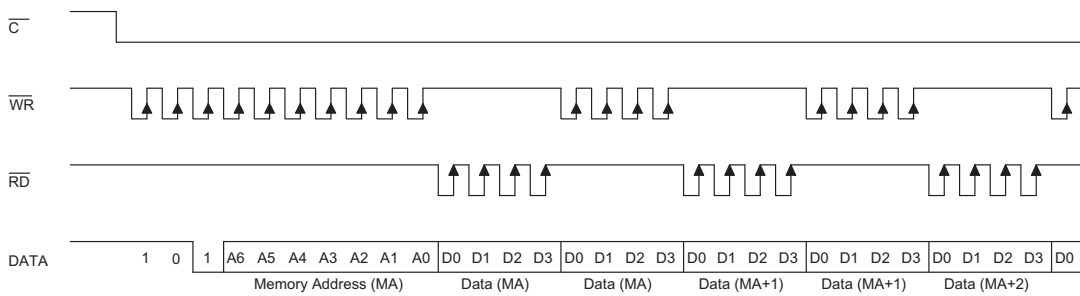 C
WR
RD
DATA 1 0 1 A6 A5 A4 A3 A2 A1 A0 D0 D1 D2 D3 D0 D1 D2 D3 D0 D1 D2 D3 D0 D1 D2 D3 D0 D1 D2 D3 D0
Memory Address (MA) Data (MA) Data (MA) Data (MA+1) Data (MA+1) Data (MA+2)